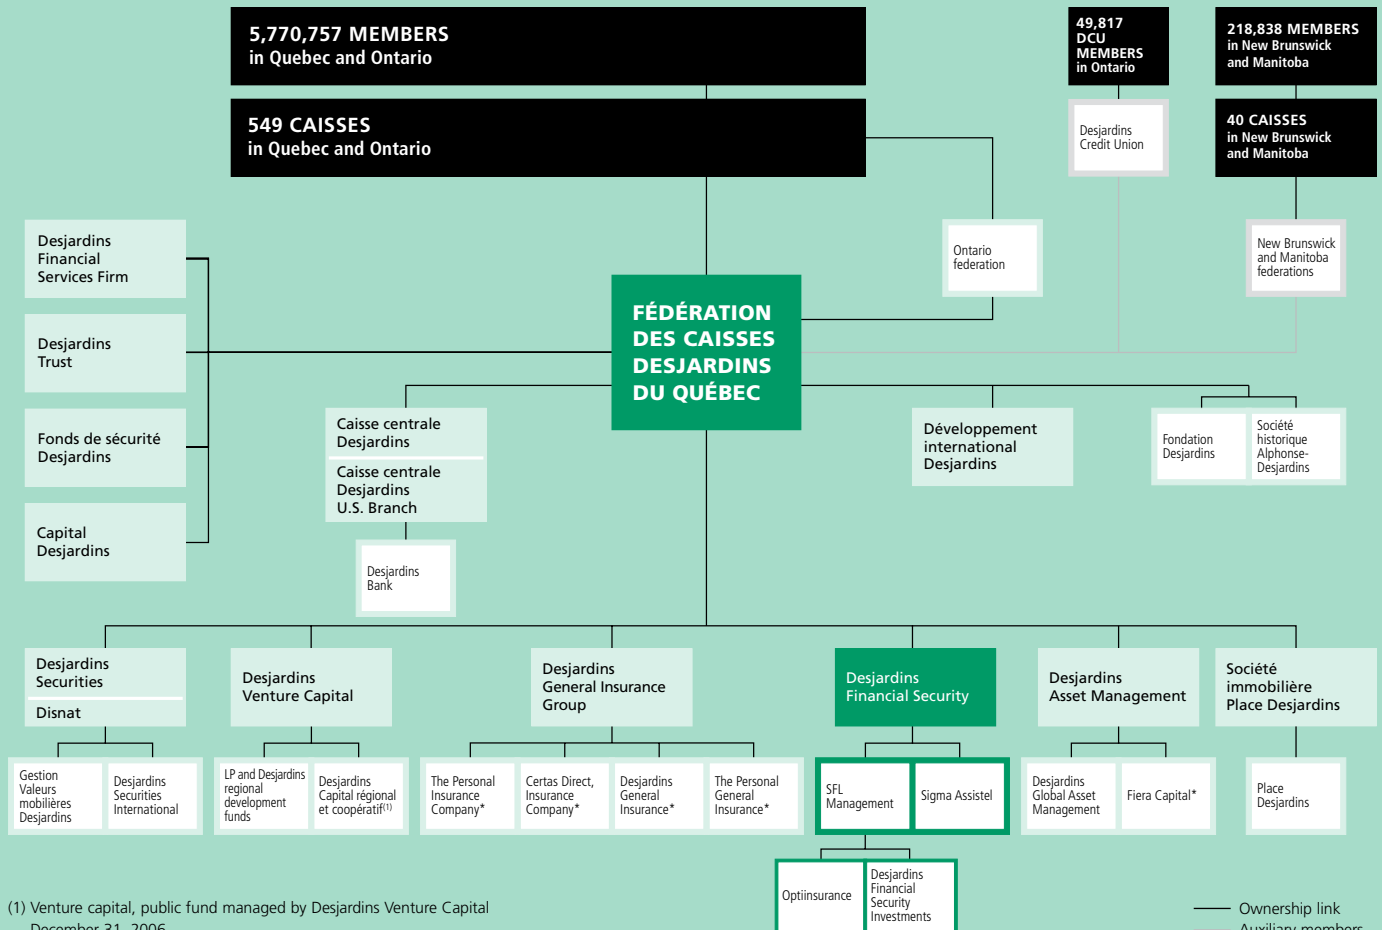 5,770,757 MEMBERS
in Quebec and Ontario
49,817
DCU
MEMBERS
in Ontario
218,838 MEMBERS
in New Brunswick
and Manitoba
549 CAISSES
in Quebec and Ontario
Desjardins
Credit Union
40 CAISSES
in New Brunswick
and Manitoba
Desjardins
Financial
Services Firm
Ontario
federation
New Brunswick
and Manitoba
federations
FÉDÉRATION
DES CAISSES
DESJARDINS
DU QUÉBEC
Desjardins
Trust
Fonds de sécurité
Desjardins
Capital
Desjardins
Caisse centrale
Desjardins
Caisse centrale
Desjardins
U.S. Branch
Desjardins
Bank
Développement
international
Desjardins
Fondation
Desjardins
Société
historique
Alphonse-
Desjardins
Desjardins
Securities
Disnat
Desjardins
Venture Capital
Desjardins
General Insurance
Group
Desjardins
Financial Security
Desjardins
Asset Management
Société
immobilière
Place Desjardins
Gestion
Valeurs
mobilières
Desjardins
Desjardins
Securities
International
LP and Desjardins
regional
development
funds
Desjardins
Capital régional
et coopératif(1)
The Personal
Insurance
Company*
Certas Direct,
Insurance
Company*
Desjardins
General
Insurance*
The Personal
General
Insurance*
SFL
Management
Sigma Assistel
Desjardins
Global Asset
Management
Fiera Capital*
Place
Desjardins
Optiinsurance
Desjardins
Financial
Security
Investments
(1) Venture capital, public fund managed by Desjardins Venture Capital
December 31, 2006
Ownership link
Auxiliary members